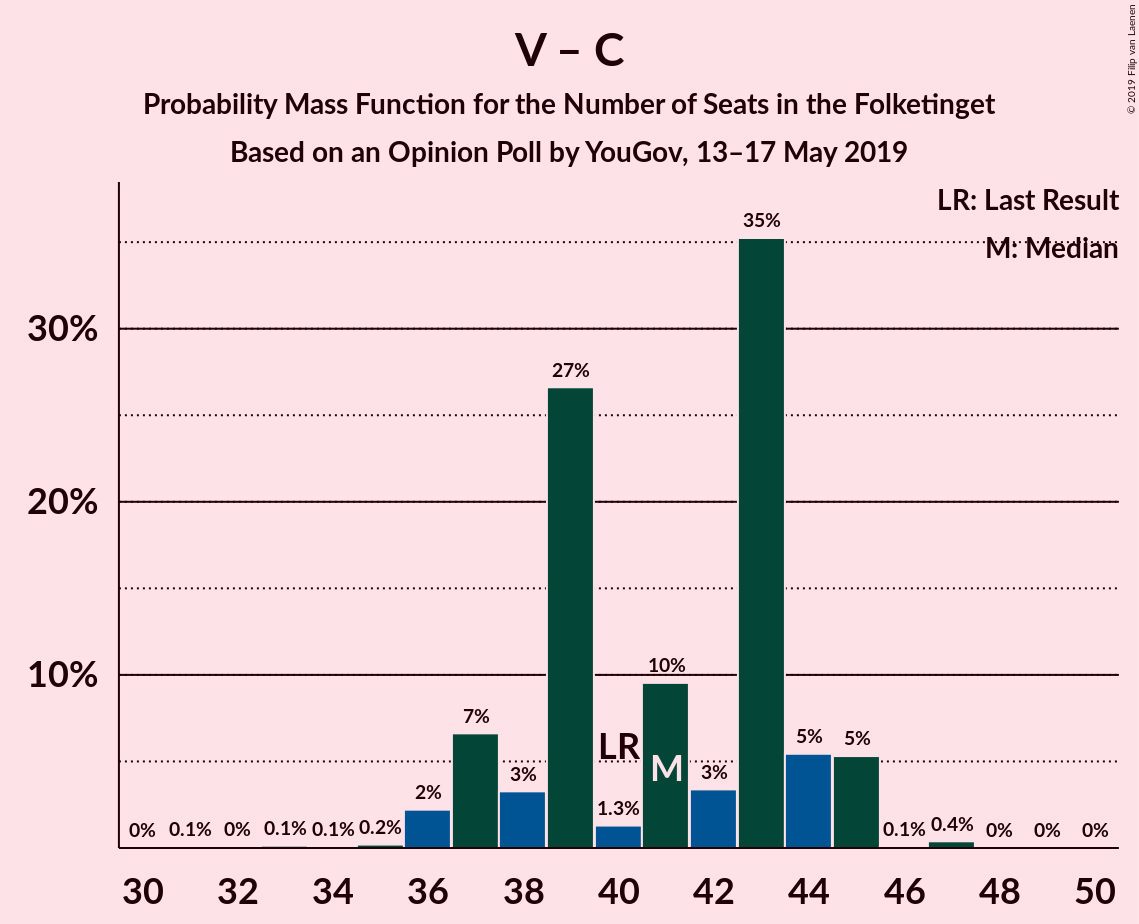 V – C
Probability Mass Function for the Number of Seats in the Folketinget
Based on an Opinion Poll by YouGov, 13–17 May 2019
© 2019 Filip van Laenen
LR: Last Result
M: Median
30%
20%
10%
0% 0.1% 0% 0.1% 0.1% 0.2% 2% 7% 3% 27% 1.3% 10% 3% 35% 5% 5% 0.1% 0.4% 0% 0% 0%
LR
M
30 32 34 36 38 40 42 44 46 48 50